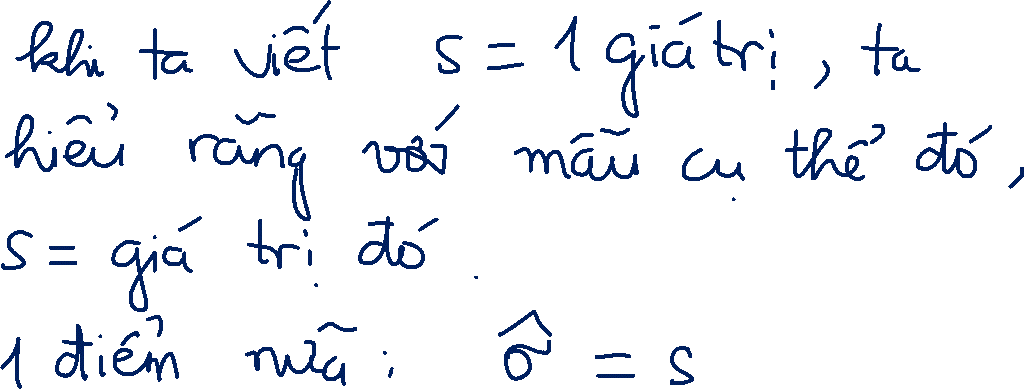 khi ta viết s = 1 giá trị, ta
hiểu rằng với mẫu cụ thể đó,
s = giá trị đó.
1 điểm nữa: σ̂ = s